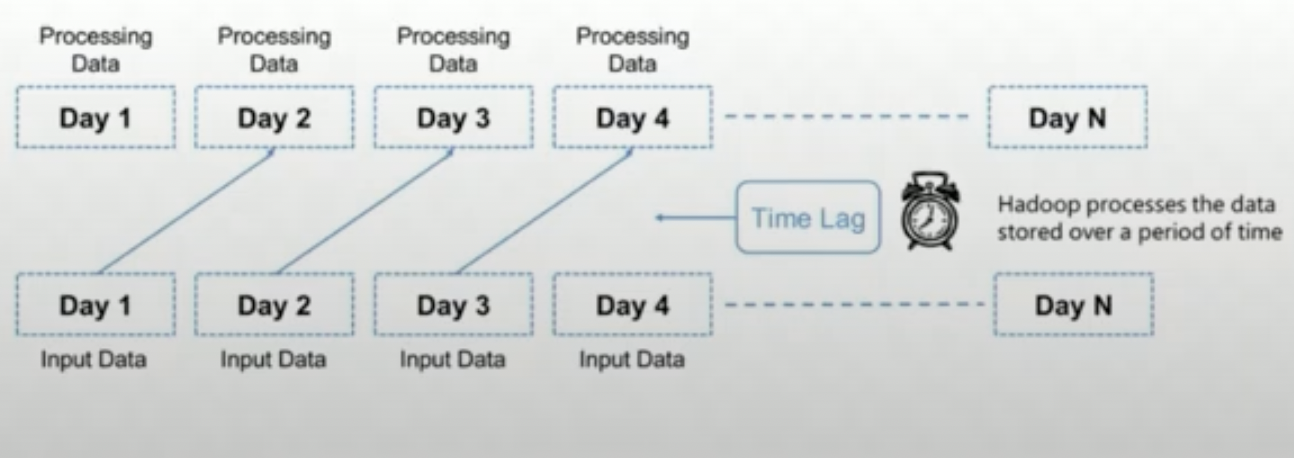 Processing
Data
Processing
Data
Processing
Data
Processing
Data
Day 1
Day 2
Day 3
Day 4
Day N
Time Lag
Hadoop processes the data
stored over a period of time
Day 1
Day 2
Day 3
Day 4
Day N
Input Data
Input Data
Input Data
Input Data